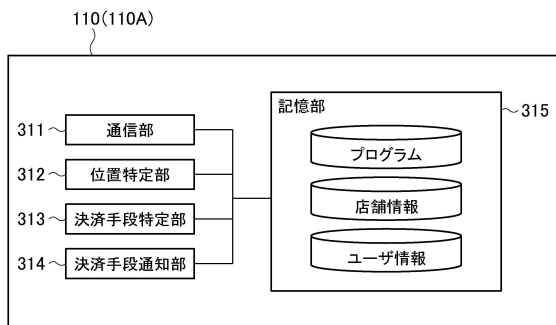 110(110A)
311
通信部
312
位置特定部
313
決済手段特定部
314
決済手段通知部
記憶部
315
プログラム
店舗情報
ユーザ情報